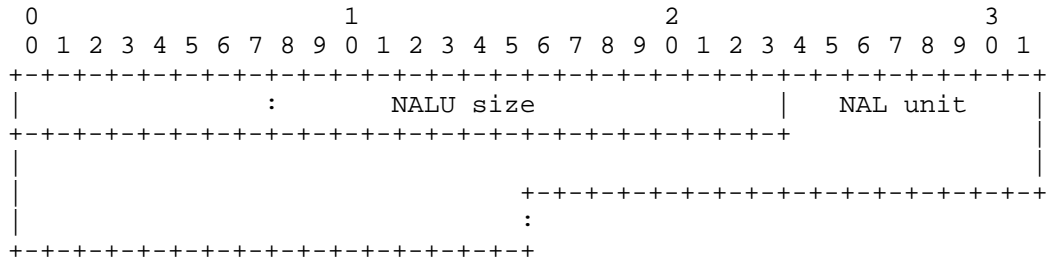 0                   1                   2                   3
 0 1 2 3 4 5 6 7 8 9 0 1 2 3 4 5 6 7 8 9 0 1 2 3 4 5 6 7 8 9 0 1
+-+-+-+-+-+-+-+-+-+-+-+-+-+-+-+-+-+-+-+-+-+-+-+-+-+-+-+-+-+-+-+-+
|               :       NALU size               |   NAL unit    |
+-+-+-+-+-+-+-+-+-+-+-+-+-+-+-+-+-+-+-+-+-+-+-+-+               |
|                                                               |
|                               +-+-+-+-+-+-+-+-+-+-+-+-+-+-+-+-+
|                               :
+-+-+-+-+-+-+-+-+-+-+-+-+-+-+-+-+